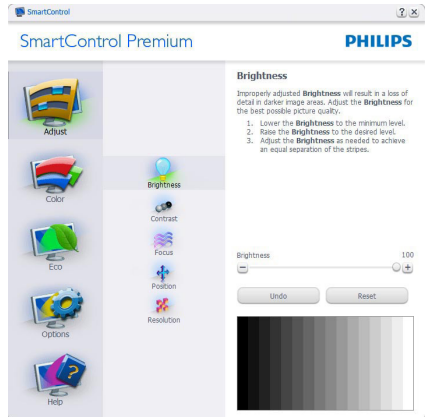 SmartControl
? ×
SmartControl Premium
PHILIPS
Adjust
Color
Eco
Options
Help
Brightness
Contrast
Focus
Position
Resolution
Brightness
Improperly adjusted Brightness will result in a loss of
detail in darker image areas. Adjust the Brightness for
the best possible picture quality.
1. Lower the Brightness to the minimum level.
2. Raise the Brightness to the desired level.
3. Adjust the Brightness as needed to achieve
an equal separation of the stripes.
Brightness 100
Undo Reset